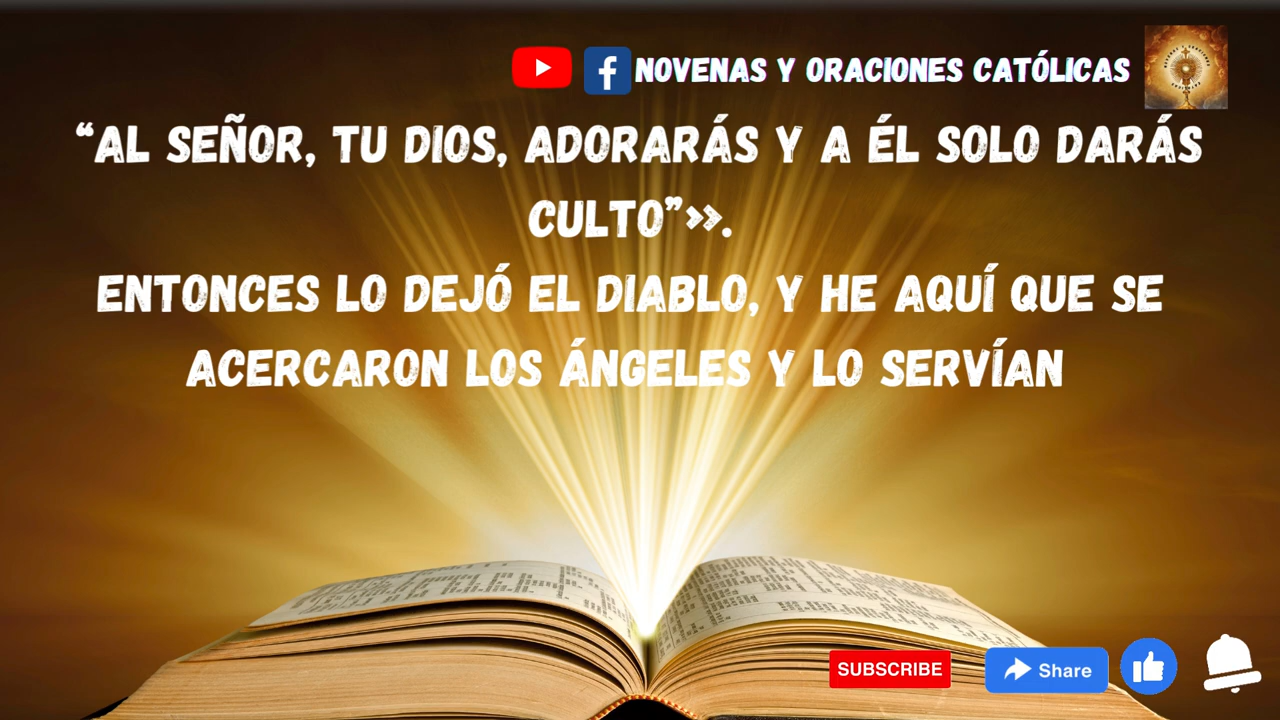 NOVENAS Y ORACIONES CATÓLICAS
“AL SEÑOR, TU DIOS, ADORARÁS Y A ÉL SOLO DARÁS
CULTO”>>.
ENTONCES LO DEJÓ EL DIABLO, Y HE AQUÍ QUE SE
ACERCARON LOS ÁNGELES Y LO SERVÍAN
SUBSCRIBE
Share